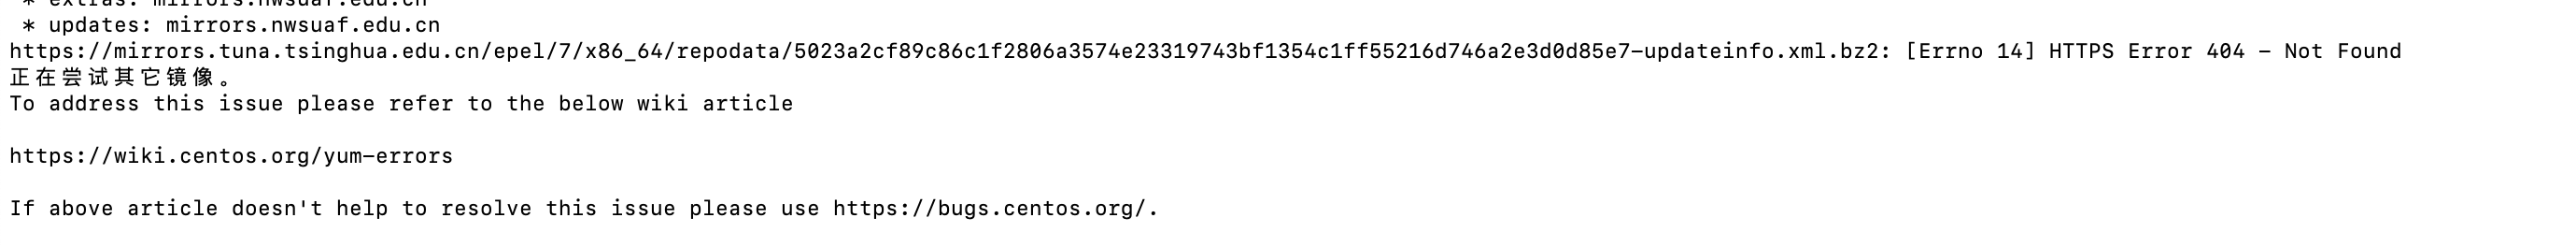 * extras: mirrors.nwsuaf.edu.cn
* updates: mirrors.nwsuaf.edu.cn
https://mirrors.tuna.tsinghua.edu.cn/epel/7/x86_64/repodata/5023a2cf89c86c1f2806a3574e23319743bf1354c1ff55216d746a2e3d0d85e7-updateinfo.xml.bz2: [Errno 14] HTTPS Error 404 - Not Found
正在尝试其它镜像。
To address this issue please refer to the below wiki article
https://wiki.centos.org/yum-errors
If above article doesn't help to resolve this issue please use https://bugs.centos.org/.